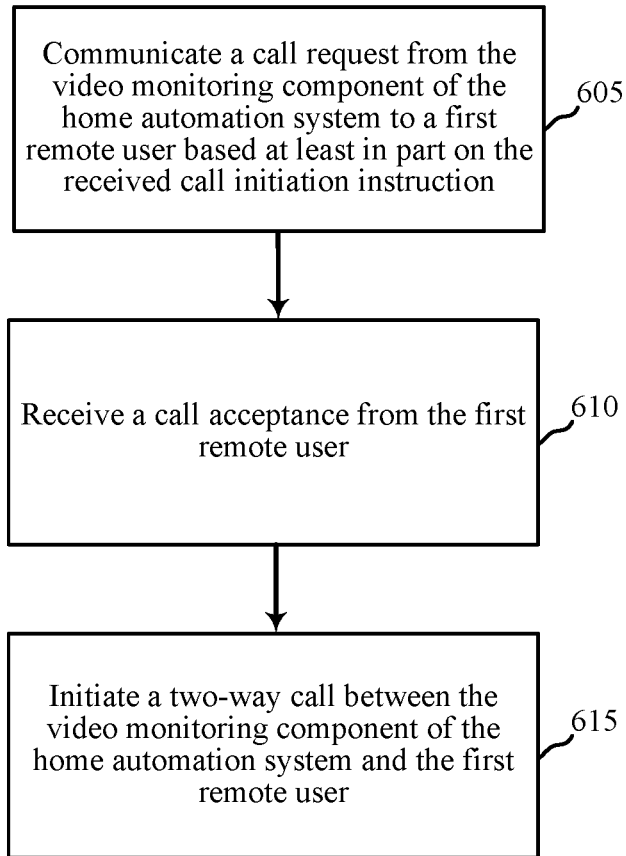 Communicate a call request from the
video monitoring component of the
home automation system to a first
remote user based at least in part on the
received call initiation instruction
605
Receive a call acceptance from the first
remote user
610
Initiate a two-way call between the
video monitoring component of the
home automation system and the first
remote user
615